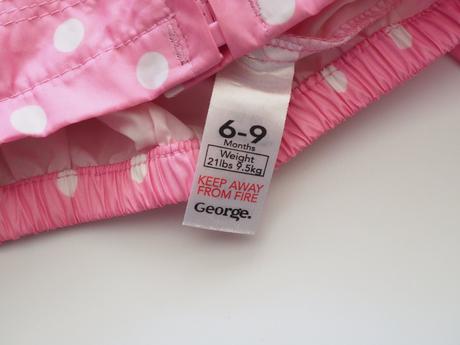 6-9
Months
Weight
21lbs 9.5kg
KEEP AWAY
FROM FIRE
George.